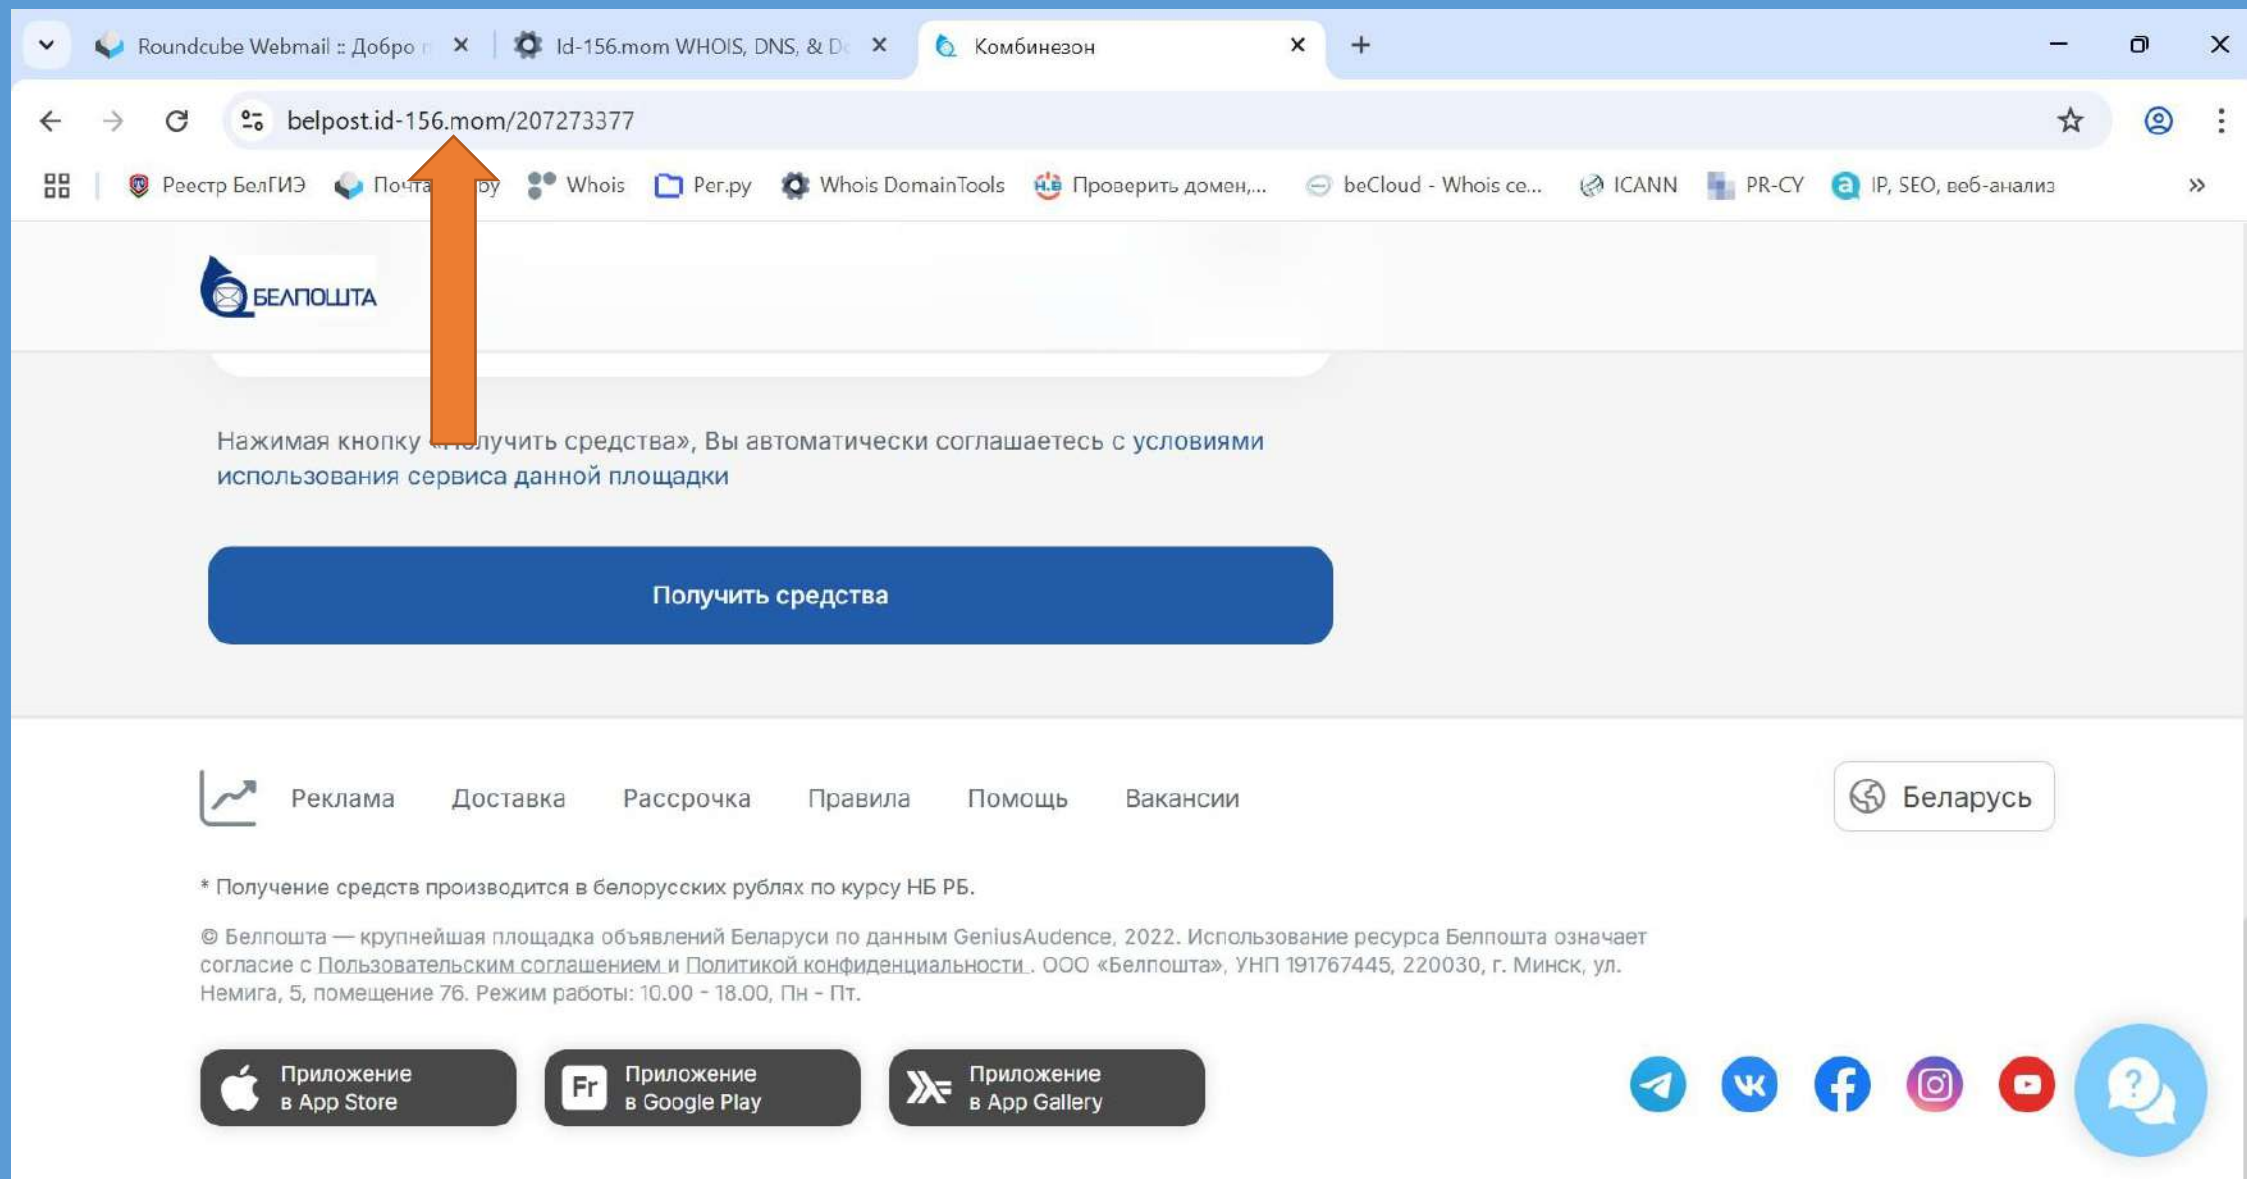 Roundcube Webmail :: Добро
Id-156.mom WHOIS, DNS, & D
Комбинезон
belpost.id-156.mom/207273377
Реестр БелГИЭ
Whois
Рег.ру
Whois DomainTools
Проверить домен,...
beCloud - Whois се...
ICANN
PR-CY
IP, SEO, веб-анализ
БЕЛПОШТА
Нажимая кнопку средства», Вы автоматически соглашаетесь с условиями
использования сервиса данной площадки
Получить средства
Реклама Доставка Рассрочка Правила Помощь Вакансии
Беларусь
* Получение средств производится в белорусских рублях по курсу НБ РБ.
© Белпошта — крупнейшая площадка объявлений Беларуси по данным GeniusAudence, 2022. Использование ресурса Белпошта означает
согласие с Пользовательским соглашением и Политикой конфиденциальности . ООО «Белпошта», УНП 191767445, 220030, г. Минск, ул.
Немига, 5, помещение 76. Режим работы: 10.00 - 18.00, Пн - Пт.
Приложение
в App Store
Fr
Приложение
в Google Play
Приложение
в App Gallery